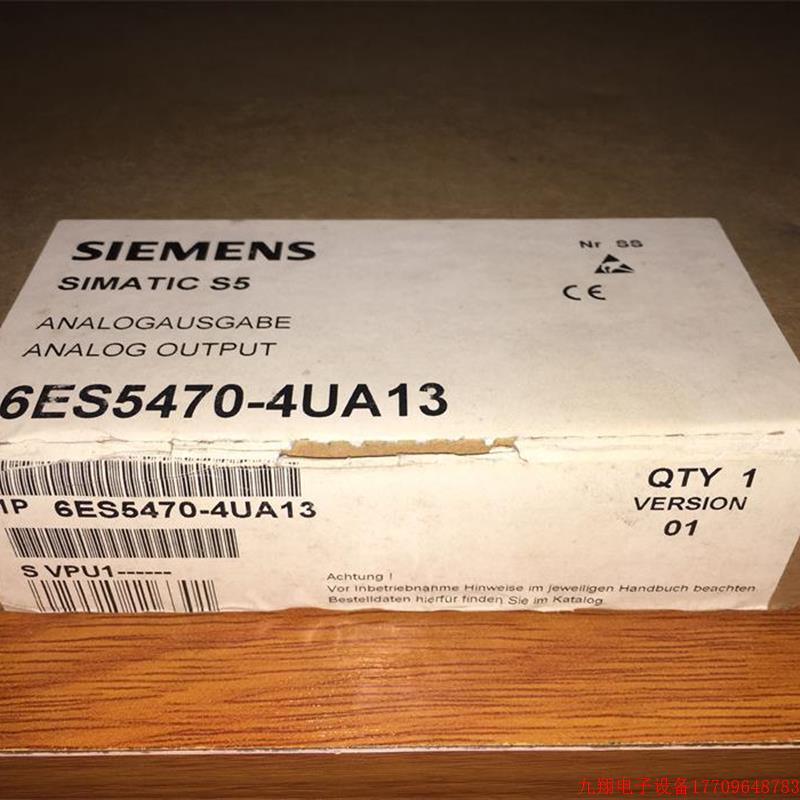 SIEMENS
SIMATIC S5
ANALOGAUSGABE
ANALOG OUTPUT
6ES5470-4UA13
Nr SS
CE
1P 6ES5470-4UA13
S VPU1------
QTY 1
VERSION
01
Achtung !
Vor Inbetriebnahme Hinweise im jeweiligen Handbuch beachten.
Bestelldaten hierfür finden Sie im Katalog.
九翔电子设备17709648783